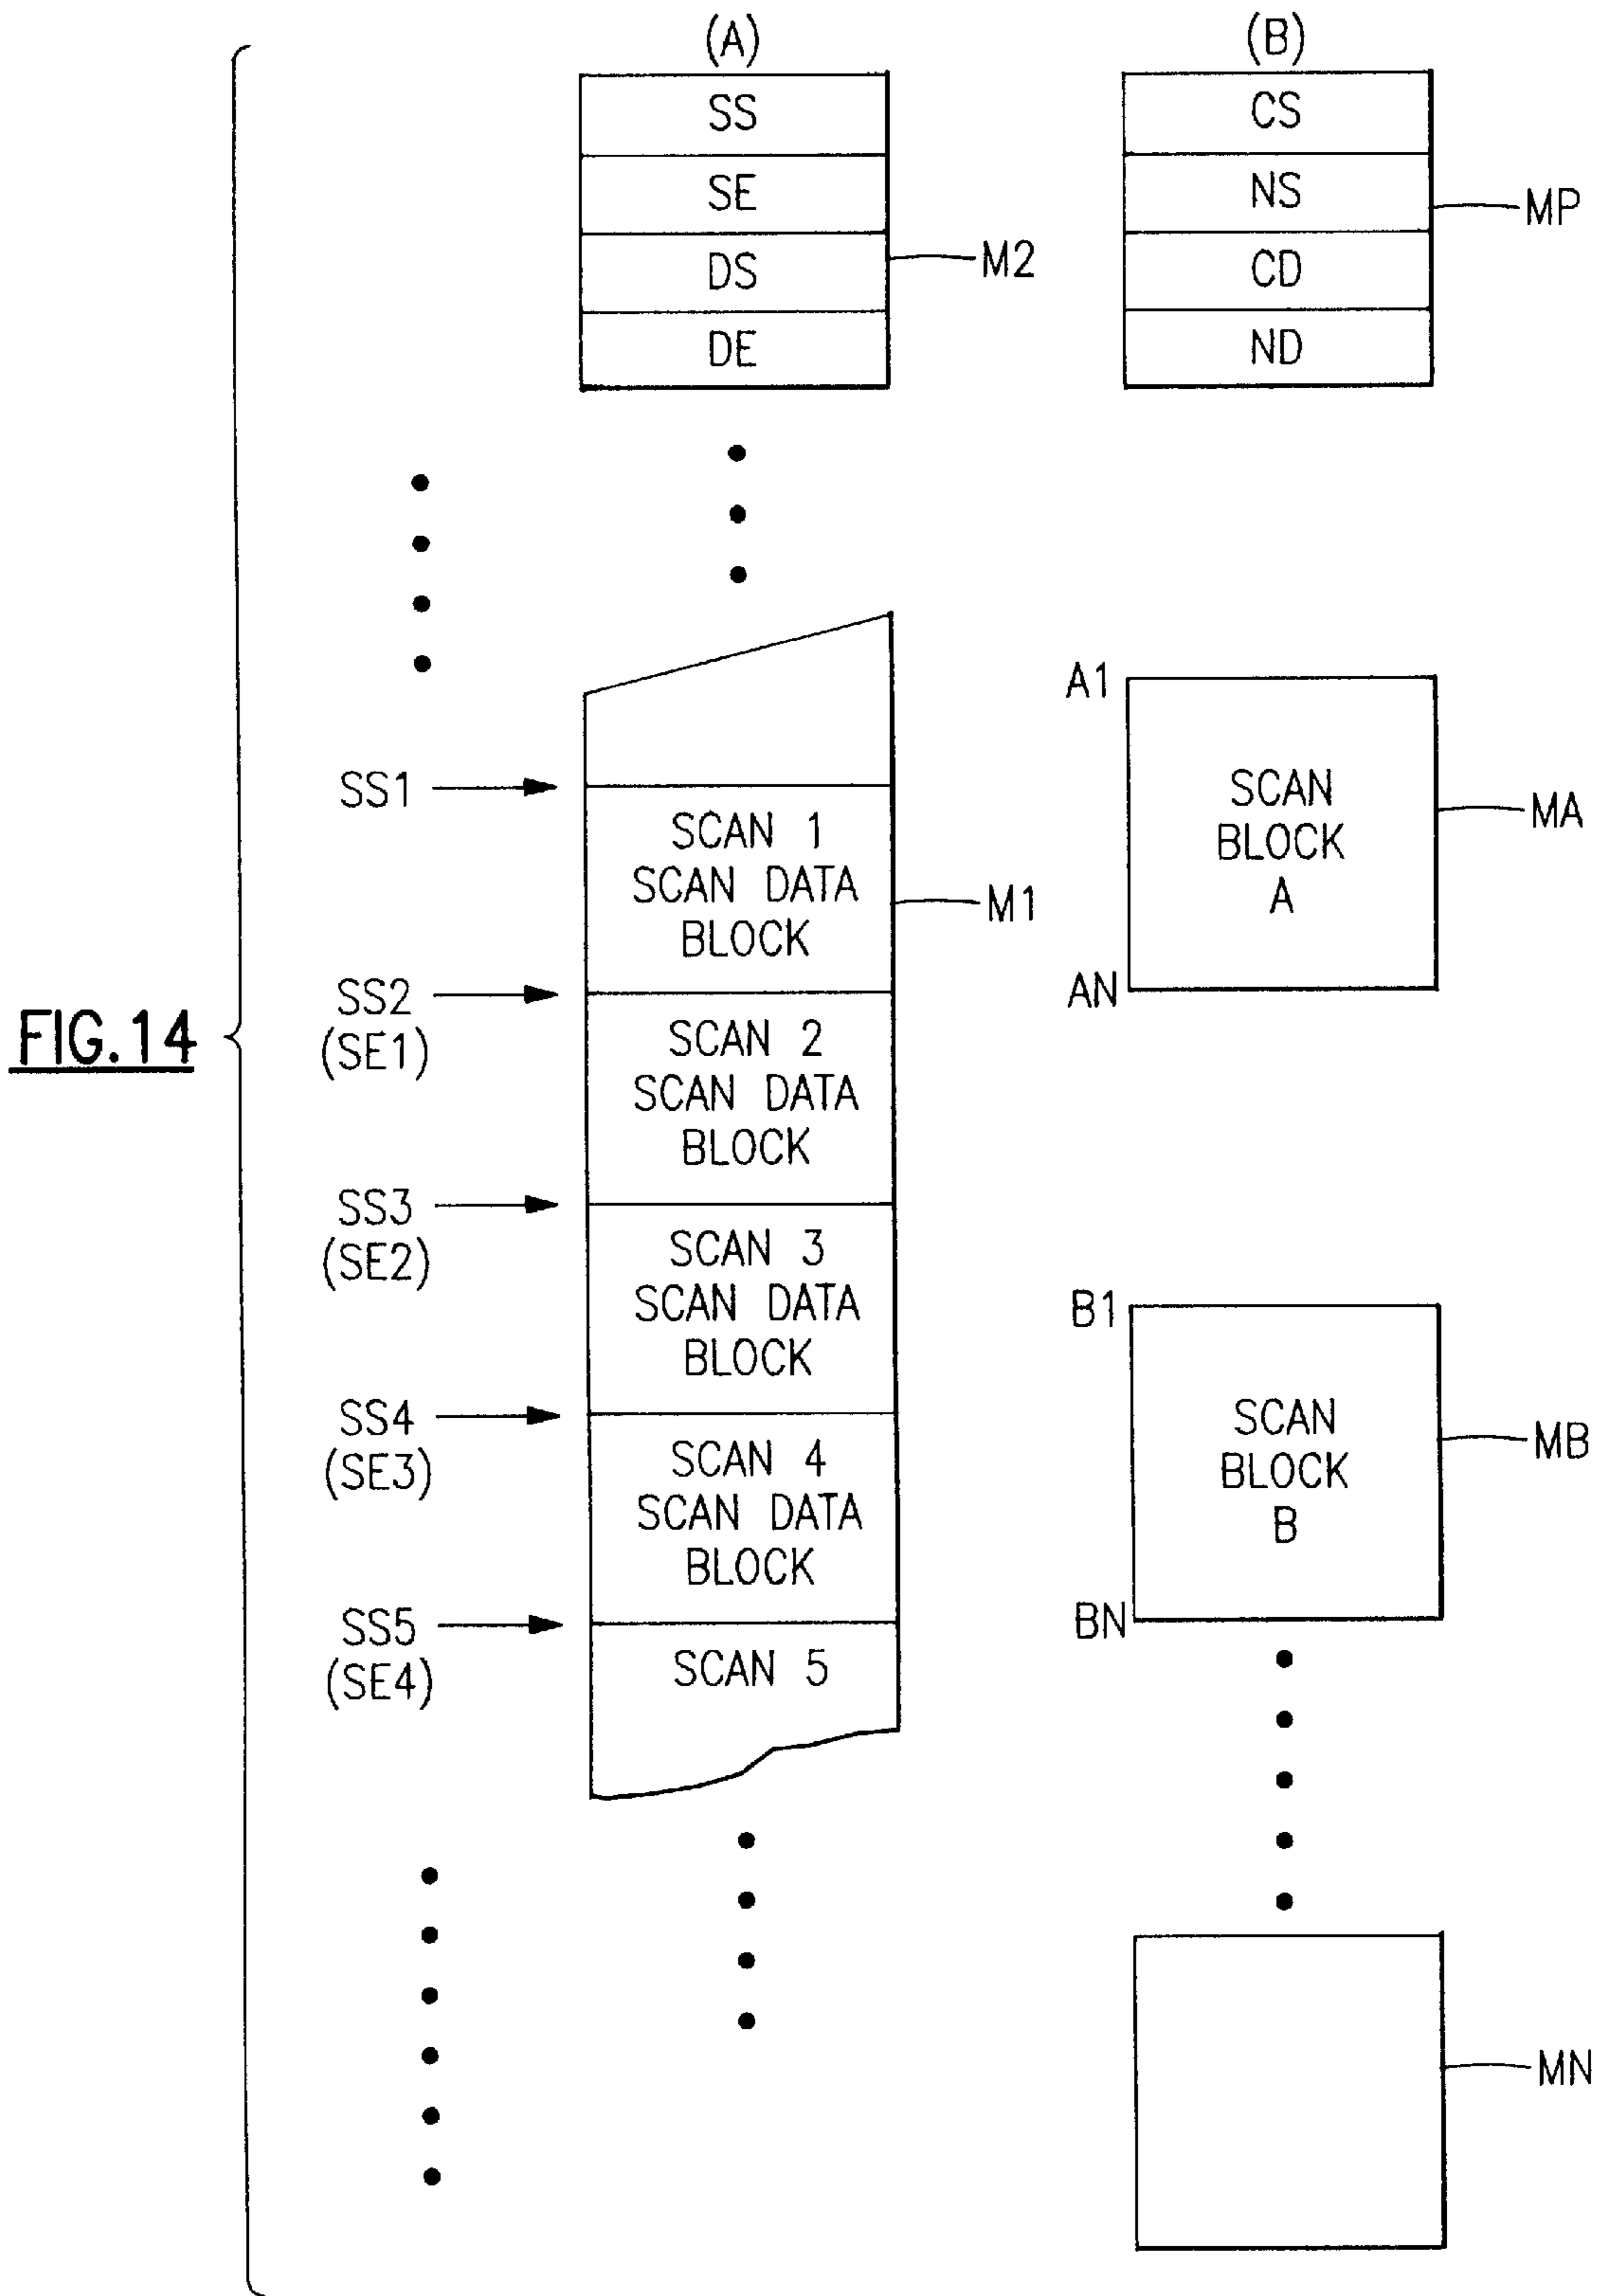 (A)
SS
SE
DS
DE
M2
(B)
CS
NS
CD
ND
MP
FIG.14
SS1
SS2
(SE1)
SS3
(SE2)
SS4
(SE3)
SS5
(SE4)
SCAN 1
SCAN DATA
BLOCK
SCAN 2
SCAN DATA
BLOCK
SCAN 3
SCAN DATA
BLOCK
SCAN 4
SCAN DATA
BLOCK
SCAN 5
M1
A1
SCAN
BLOCK
A
AN
MA
B1
SCAN
BLOCK
B
BN
MB
MN